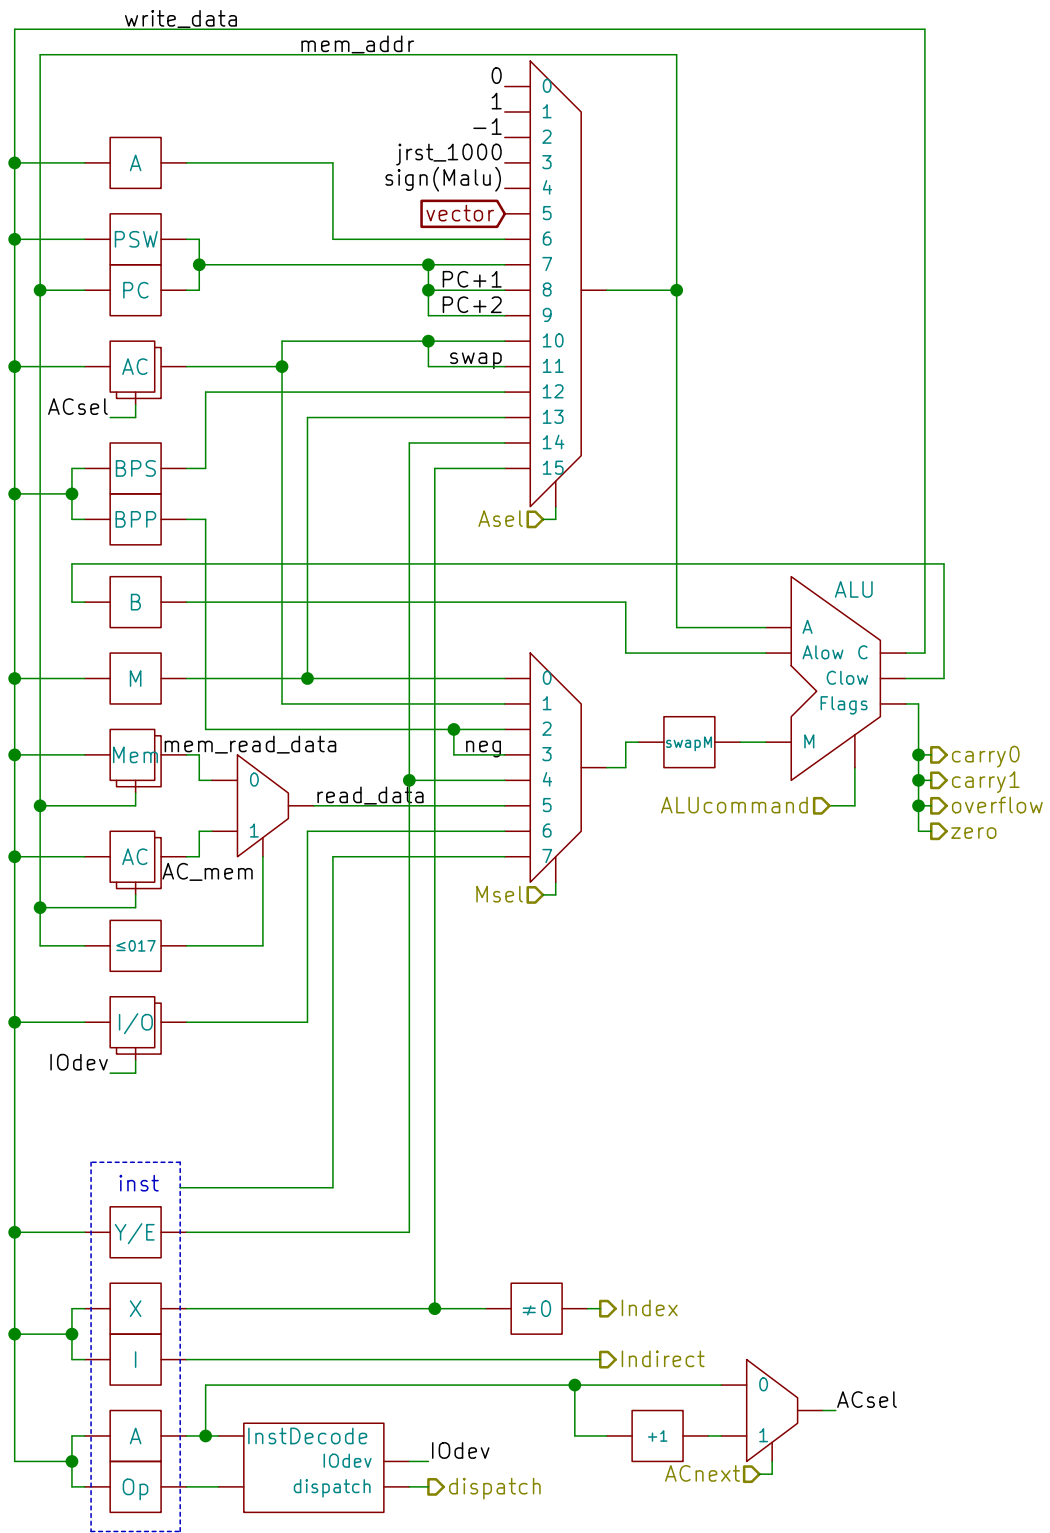 write_data
mem_addr
0
0
1
1
-1
2
jrst_1000
3
A
sign(Malu)
4
vector
5
PSW
6
7
PC
PC+1
8
PC+2
9
10
AC
swap
11
12
ACsel
13
14
BPS
15
BPP
Asel
ALU
B
A
Alow C
M
0
Clow
1
Flags
2
swapM
M
Mem
mem_read_data
neg
3
carry0
0
4
carry1
read_data
5
ALUcommand
overflow
1
6
zero
AC
7
AC_mem
Msel
≤017
I/O
IOdev
inst
Y/E
X
≠0
Index
I
Indirect
0
ACsel
A
InstDecode
+1
1
IOdev
IOdev
ACnext
Op
dispatch
dispatch